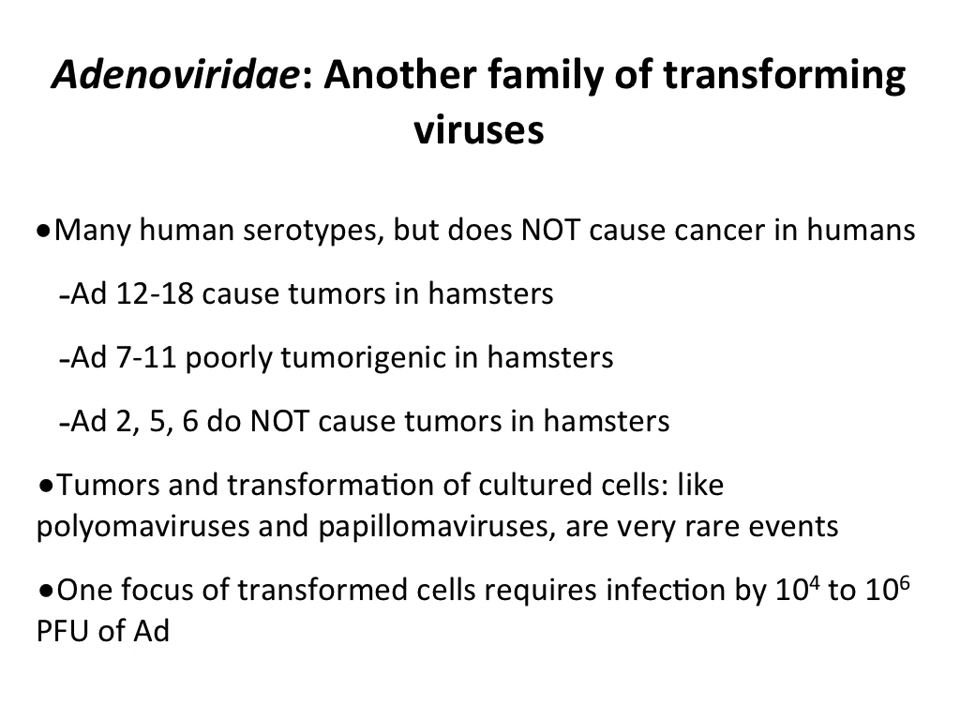 Adenoviridae: Another family of transforming
viruses
•Many human serotypes, but does NOT cause cancer in humans
-Ad 12-18 cause tumors in hamsters
-Ad 7-11 poorly tumorigenic in hamsters
-Ad 2, 5, 6 do NOT cause tumors in hamsters
•Tumors and transformation of cultured cells: like
polyomaviruses and papillomaviruses, are very rare events
•One focus of transformed cells requires infection by 10⁴ to 10⁶
PFU of Ad